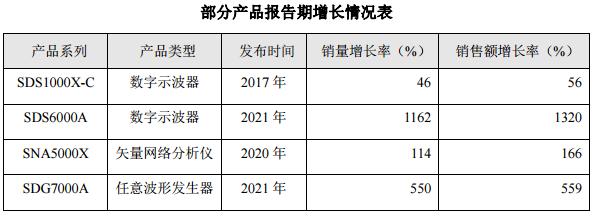 部分产品报告期增长情况表
产品系列 产品类型 发布时间 销量增长率（%） 销售额增长率（%）
SDS1000X-C 数字示波器 2017 年 46 56
SDS6000A 数字示波器 2021 年 1162 1320
SNA5000X 矢量网络分析仪 2020 年 114 166
SDG7000A 任意波形发生器 2021 年 550 559